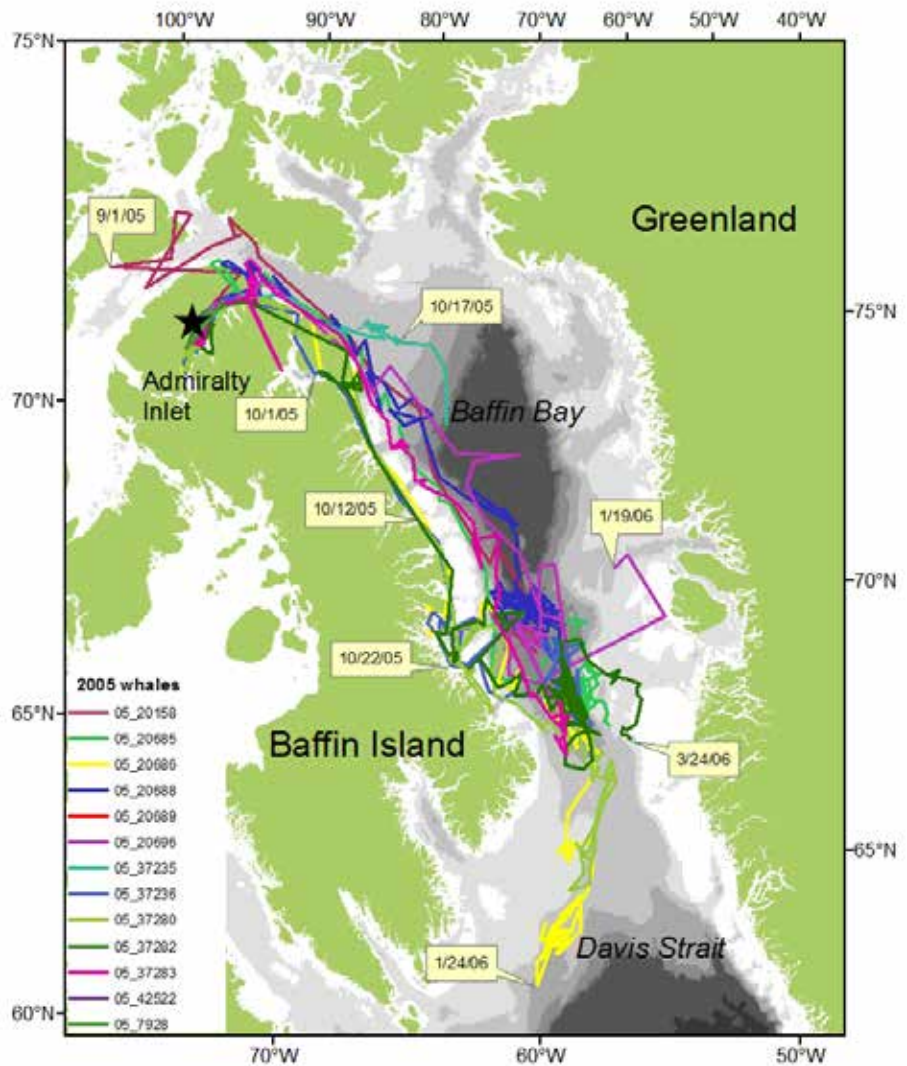 100°W 90°W 80°W 70°W 60°W 50°W 40°W
75°N
9/1/05
Greenland
10/17/05
75°N
Admiralty
Inlet
70°N
10/1/05
Baffin Bay
10/12/05
1/19/06
70°N
10/22/05
2005 whales
65°N
05_20158
05_20685
05_20686
05_20688
05_20689
05_20696
05_37235
05_37236
05_37280
05_37282
05_37283
05_42522
05_7928
Baffin Island
3/24/06
65°N
Davis Strait
1/24/06
60°N
70°W 60°W 50°W